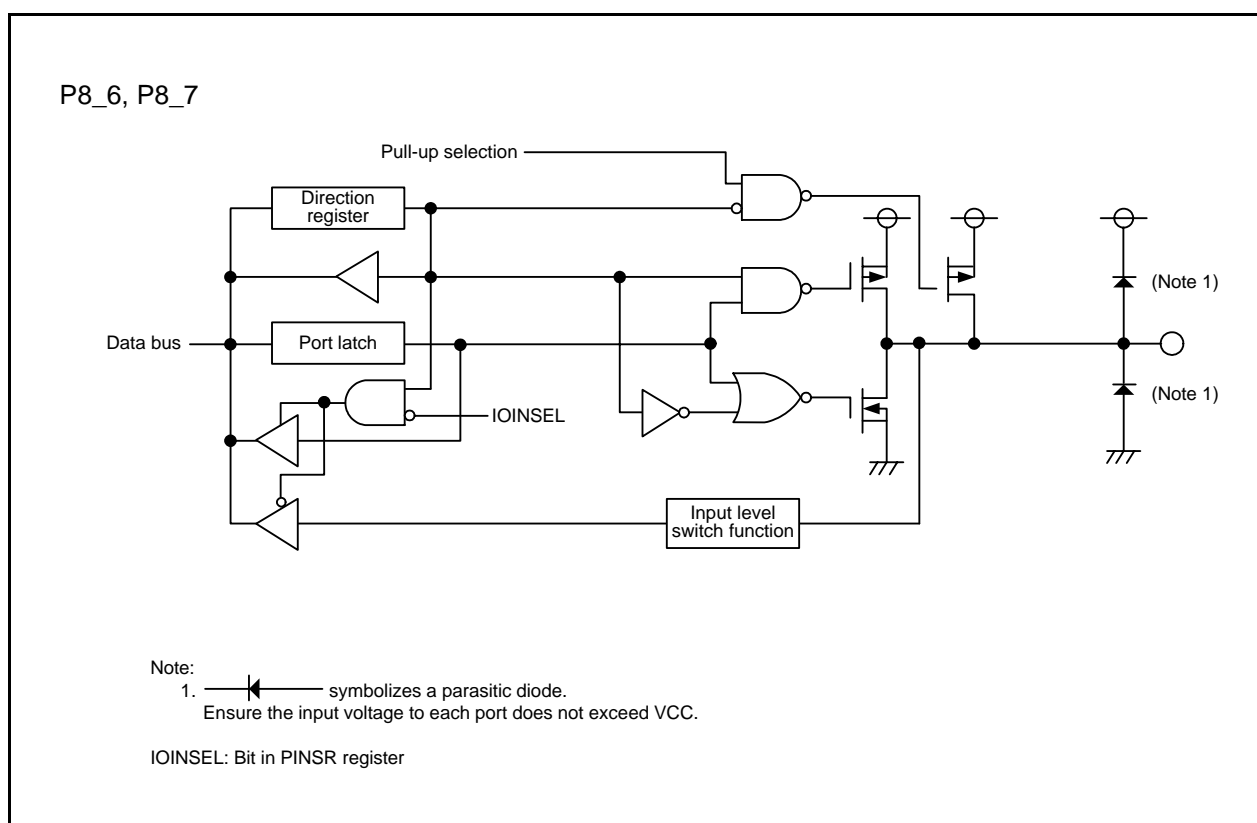 P8_6, P8_7
Pull-up selection
Direction
register
(Note 1)
Data bus
Port latch
(Note 1)
IOINSEL
Input level
switch function
Note:
1. symbolizes a parasitic diode.
Ensure the input voltage to each port does not exceed VCC.
IOINSEL: Bit in PINSR register